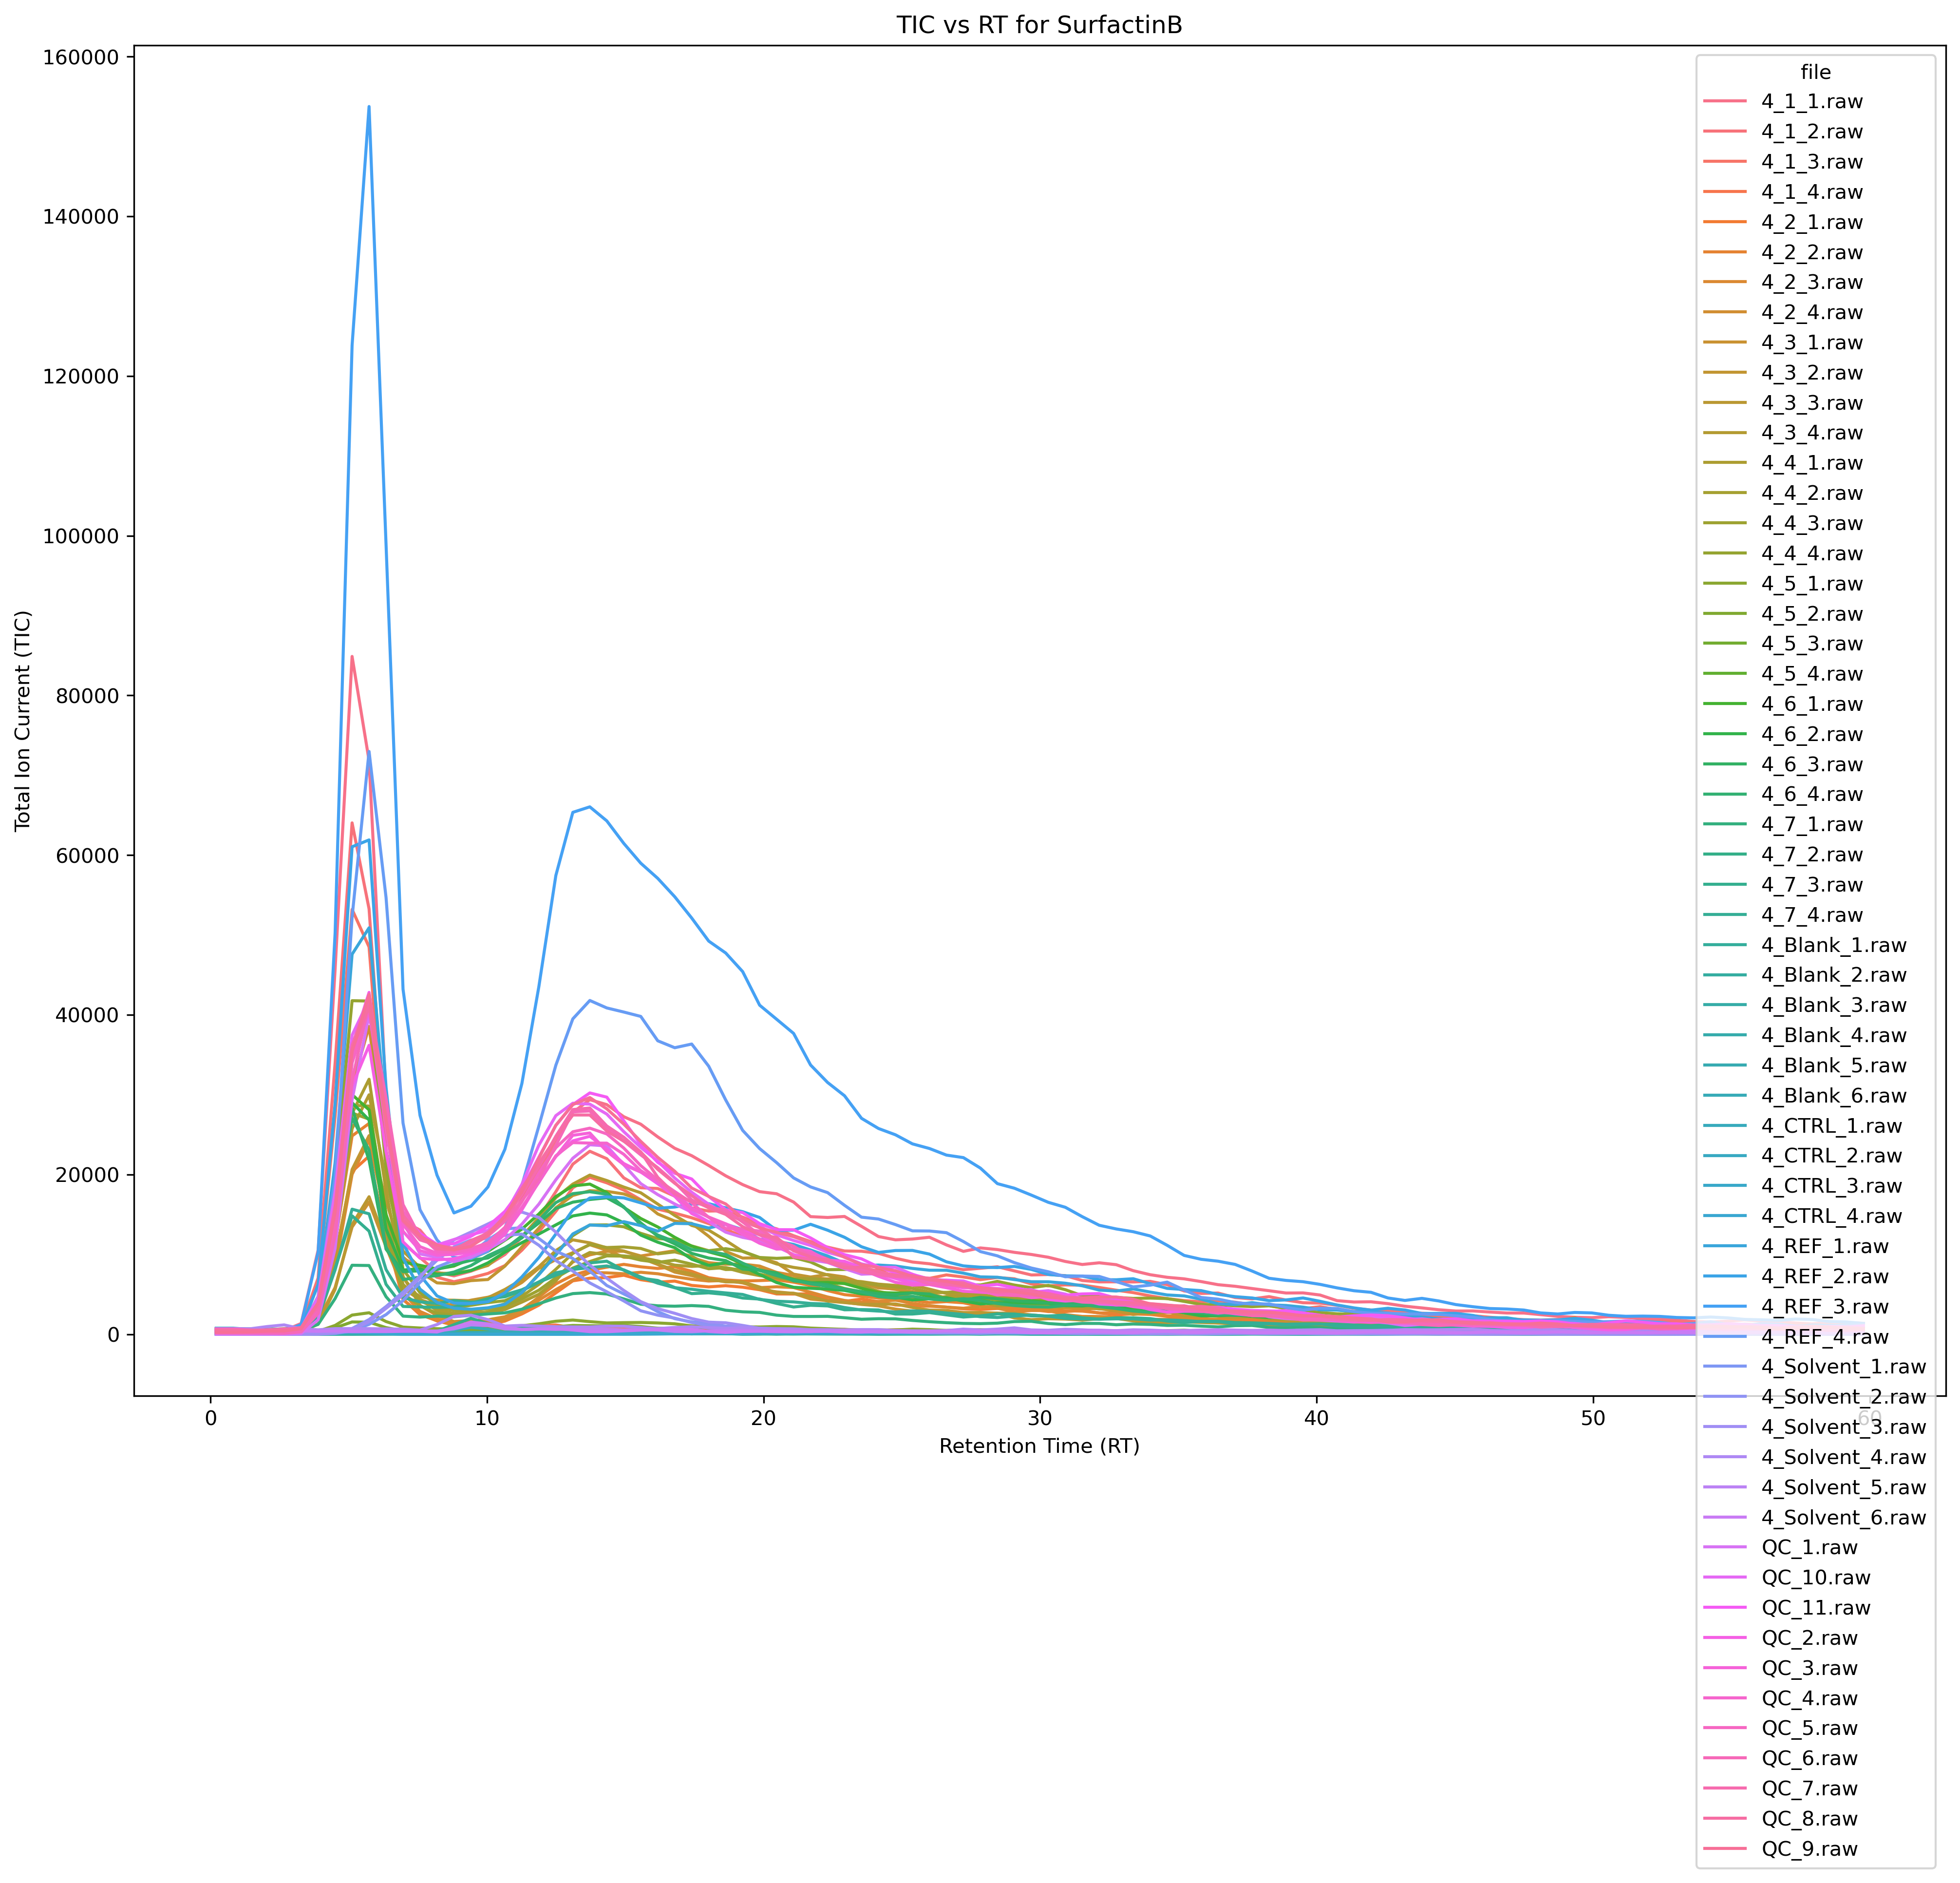 TIC vs RT for SurfactinB
160000
140000
120000
100000
80000
60000
40000
20000
0
Total Ion Current (TIC)
0
10
20
30
40
50
60
Retention Time (RT)
file
4_1_1.raw
4_1_2.raw
4_1_3.raw
4_1_4.raw
4_2_1.raw
4_2_2.raw
4_2_3.raw
4_2_4.raw
4_3_1.raw
4_3_2.raw
4_3_3.raw
4_3_4.raw
4_4_1.raw
4_4_2.raw
4_4_3.raw
4_4_4.raw
4_5_1.raw
4_5_2.raw
4_5_3.raw
4_5_4.raw
4_6_1.raw
4_6_2.raw
4_6_3.raw
4_6_4.raw
4_7_1.raw
4_7_2.raw
4_7_3.raw
4_7_4.raw
4_Blank_1.raw
4_Blank_2.raw
4_Blank_3.raw
4_Blank_4.raw
4_Blank_5.raw
4_Blank_6.raw
4_CTRL_1.raw
4_CTRL_2.raw
4_CTRL_3.raw
4_CTRL_4.raw
4_REF_1.raw
4_REF_2.raw
4_REF_3.raw
4_REF_4.raw
4_Solvent_1.raw
4_Solvent_2.raw
4_Solvent_3.raw
4_Solvent_4.raw
4_Solvent_5.raw
4_Solvent_6.raw
QC_1.raw
QC_10.raw
QC_11.raw
QC_2.raw
QC_3.raw
QC_4.raw
QC_5.raw
QC_6.raw
QC_7.raw
QC_8.raw
QC_9.raw